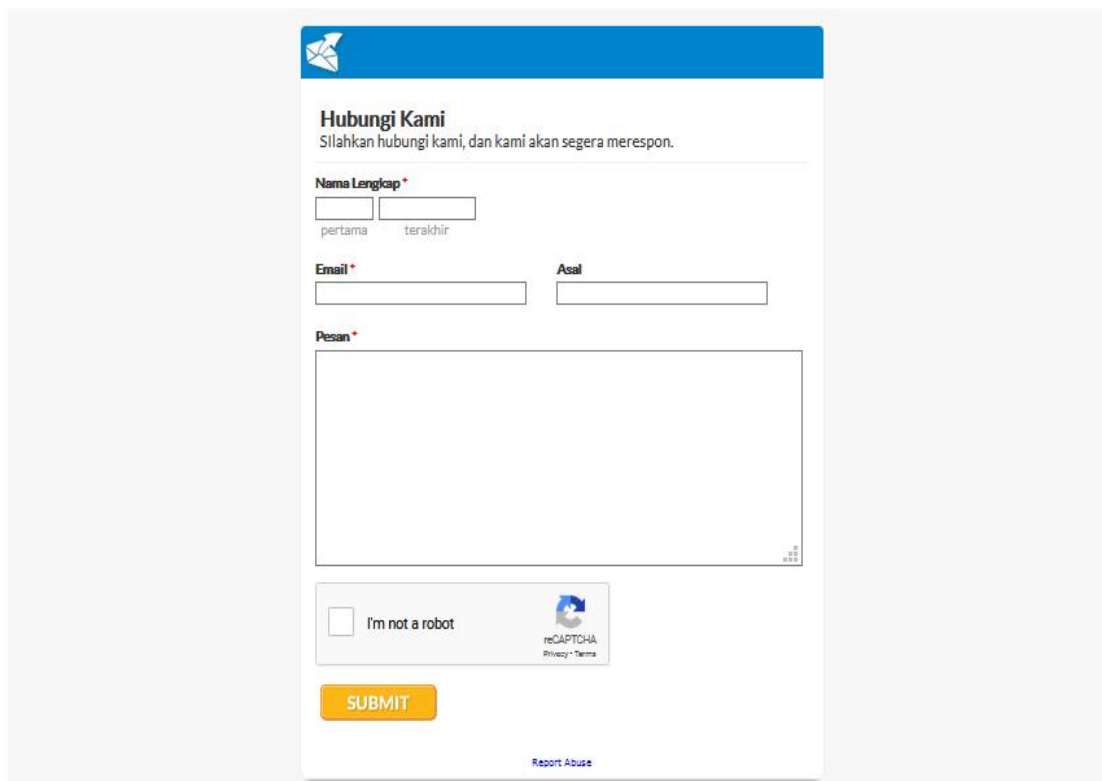 Hubungi Kami
SIlahkan hubungi kami, dan kami akan segera merespon.
Nama Lengkap *
pertama terakhir
Email * Asal
Pesan *
I'm not a robot
reCAPTCHA
Privacy - Terms
SUBMIT
Report Abuse